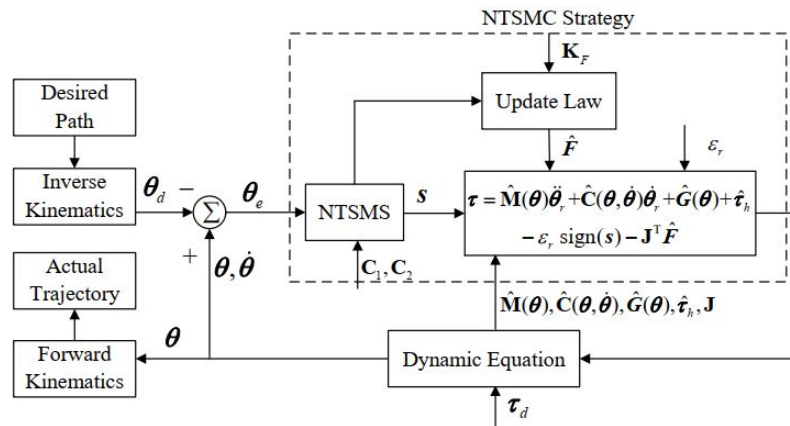 NTSMC Strategy
K_F
Desired
Path
Update Law
F̂
ε_r
Inverse
Kinematics
θ_d
−
Σ
θ_e
NTSMS
s
τ = M̂(θ)θ̈_r + Ĉ(θ,θ̇)θ̇_r + Ĝ(θ) + τ̂_h
− ε_r sign(s) − J^T F̂
+
θ, θ̇
C_1, C_2
Actual
Trajectory
M̂(θ), Ĉ(θ,θ̇), Ĝ(θ), τ̂_h, J
θ
Forward
Kinematics
Dynamic Equation
τ_d